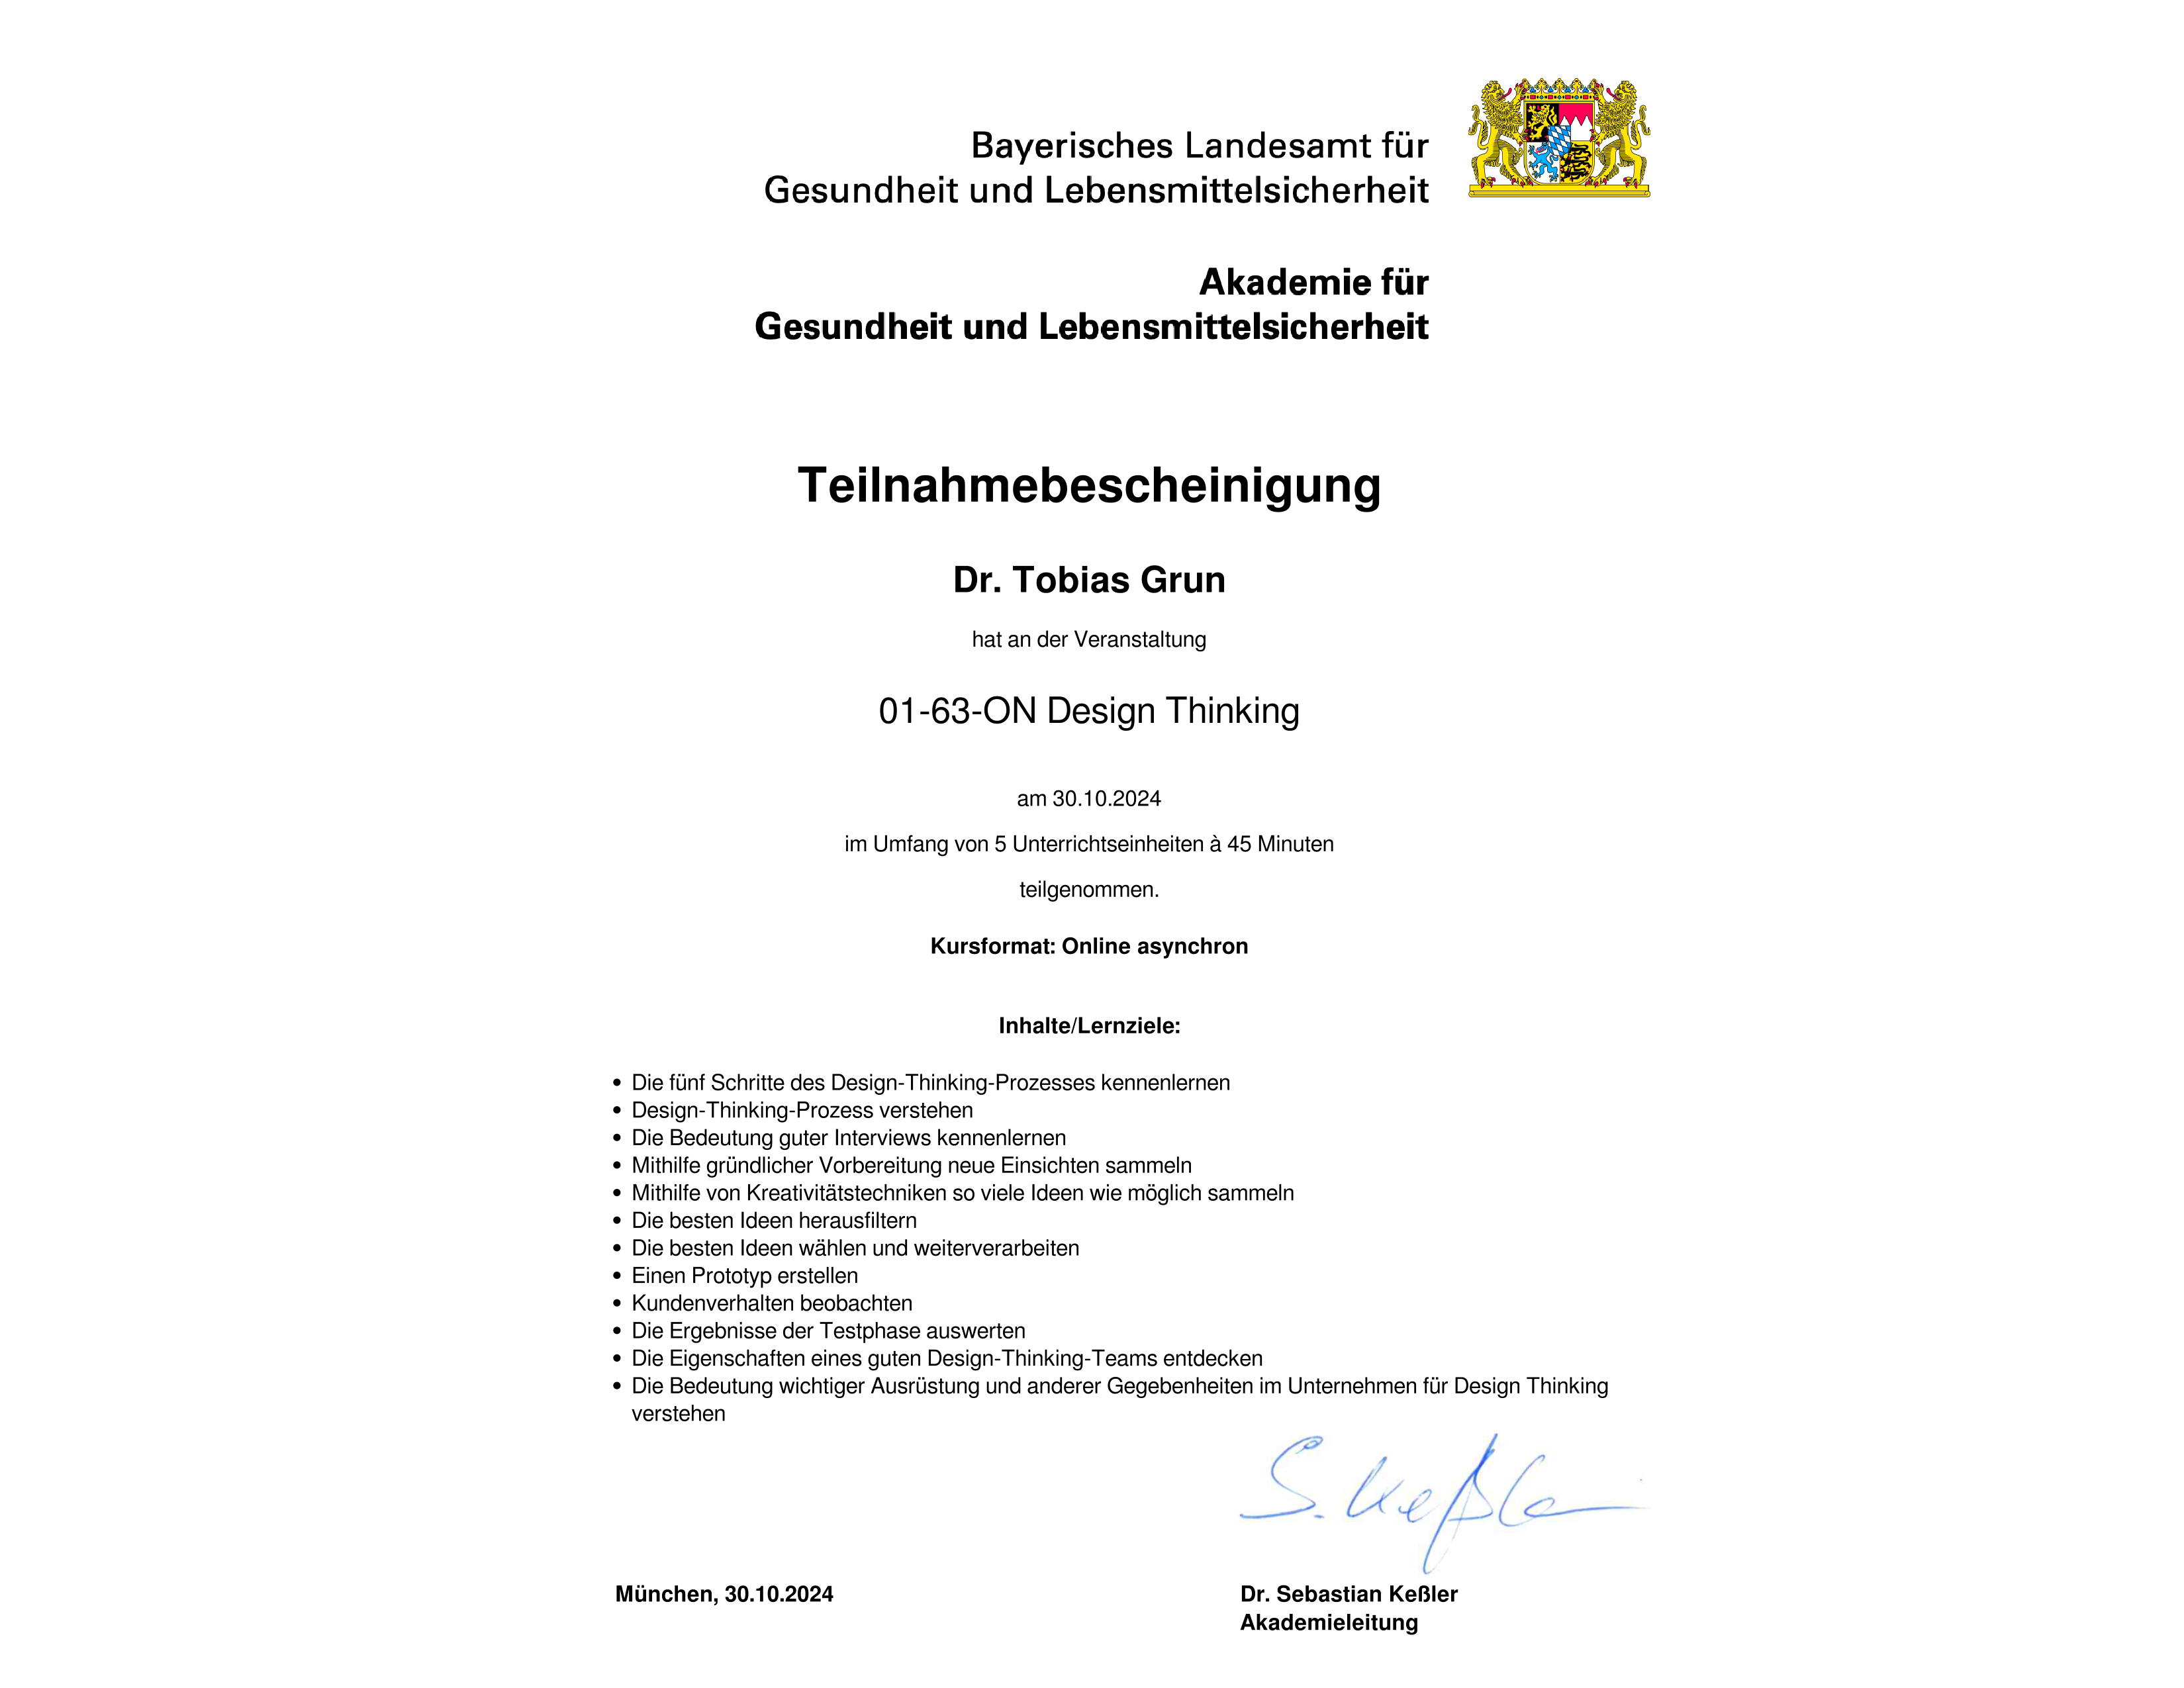 Bayerisches Landesamt für
Gesundheit und Lebensmittelsicherheit
Akademie für
Gesundheit und Lebensmittelsicherheit
Teilnahmebescheinigung
Dr. Tobias Grun
hat an der Veranstaltung
01-63-ON Design Thinking
am 30.10.2024
im Umfang von 5 Unterrichtseinheiten à 45 Minuten
teilgenommen.
Kursformat: Online asynchron
Inhalte/Lernziele:
• Die fünf Schritte des Design-Thinking-Prozesses kennenlernen
• Design-Thinking-Prozess verstehen
• Die Bedeutung guter Interviews kennenlernen
• Mithilfe gründlicher Vorbereitung neue Einsichten sammeln
• Mithilfe von Kreativitätstechniken so viele Ideen wie möglich sammeln
• Die besten Ideen herausfiltern
• Die besten Ideen wählen und weiterverarbeiten
• Einen Prototyp erstellen
• Kundenverhalten beobachten
• Die Ergebnisse der Testphase auswerten
• Die Eigenschaften eines guten Design-Thinking-Teams entdecken
• Die Bedeutung wichtiger Ausrüstung und anderer Gegebenheiten im Unternehmen für Design Thinking
verstehen
S. Keßler
München, 30.10.2024
Dr. Sebastian Keßler
Akademieleitung